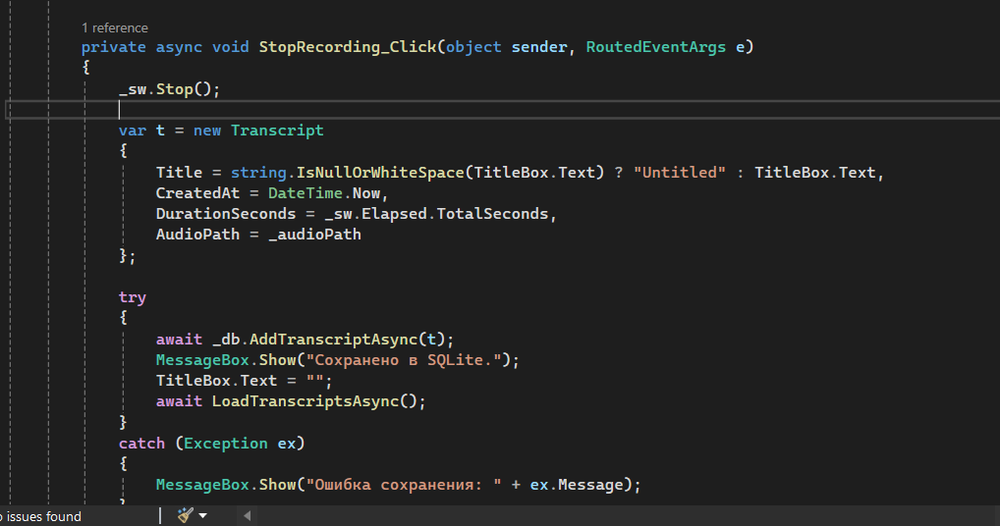 1 reference
private async void StopRecording_Click(object sender, RoutedEventArgs e)
{
_sw.Stop();
var t = new Transcript
{
Title = string.IsNullOrWhiteSpace(TitleBox.Text) ? "Untitled" : TitleBox.Text,
CreatedAt = DateTime.Now,
DurationSeconds = _sw.Elapsed.TotalSeconds,
AudioPath = _audioPath
};
try
{
await _db.AddTranscriptAsync(t);
MessageBox.Show("Сохранено в SQLite.");
TitleBox.Text = "";
await LoadTranscriptsAsync();
}
catch (Exception ex)
{
MessageBox.Show("Ошибка сохранения: " + ex.Message);
}
o issues found